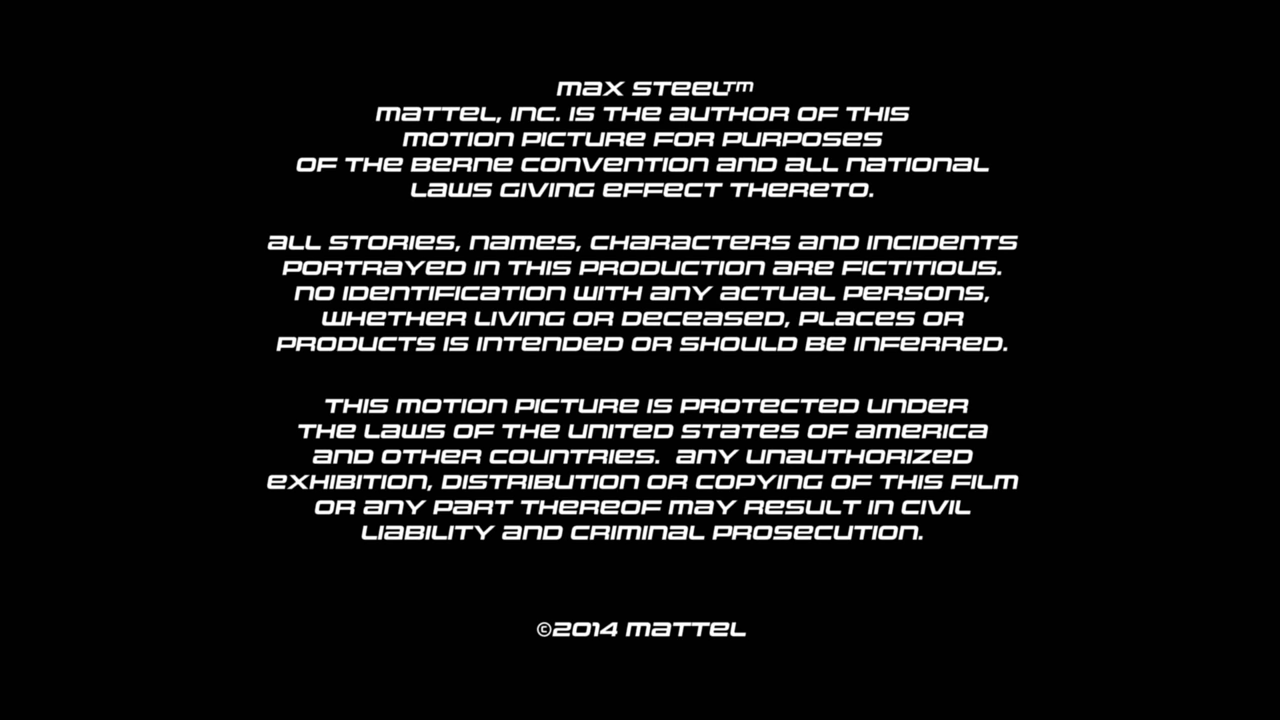 MAX STEEL™
MATTEL, INC. IS THE AUTHOR OF THIS
MOTION PICTURE FOR PURPOSES
OF THE BERNE CONVENTION AND ALL NATIONAL
LAWS GIVING EFFECT THERETO.
ALL STORIES, NAMES, CHARACTERS AND INCIDENTS
PORTRAYED IN THIS PRODUCTION ARE FICTITIOUS.
NO IDENTIFICATION WITH ANY ACTUAL PERSONS,
WHETHER LIVING OR DECEASED, PLACES OR
PRODUCTS IS INTENDED OR SHOULD BE INFERRED.
THIS MOTION PICTURE IS PROTECTED UNDER
THE LAWS OF THE UNITED STATES OF AMERICA
AND OTHER COUNTRIES. ANY UNAUTHORIZED
EXHIBITION, DISTRIBUTION OR COPYING OF THIS FILM
OR ANY PART THEREOF MAY RESULT IN CIVIL
LIABILITY AND CRIMINAL PROSECUTION.
©2014 MATTEL